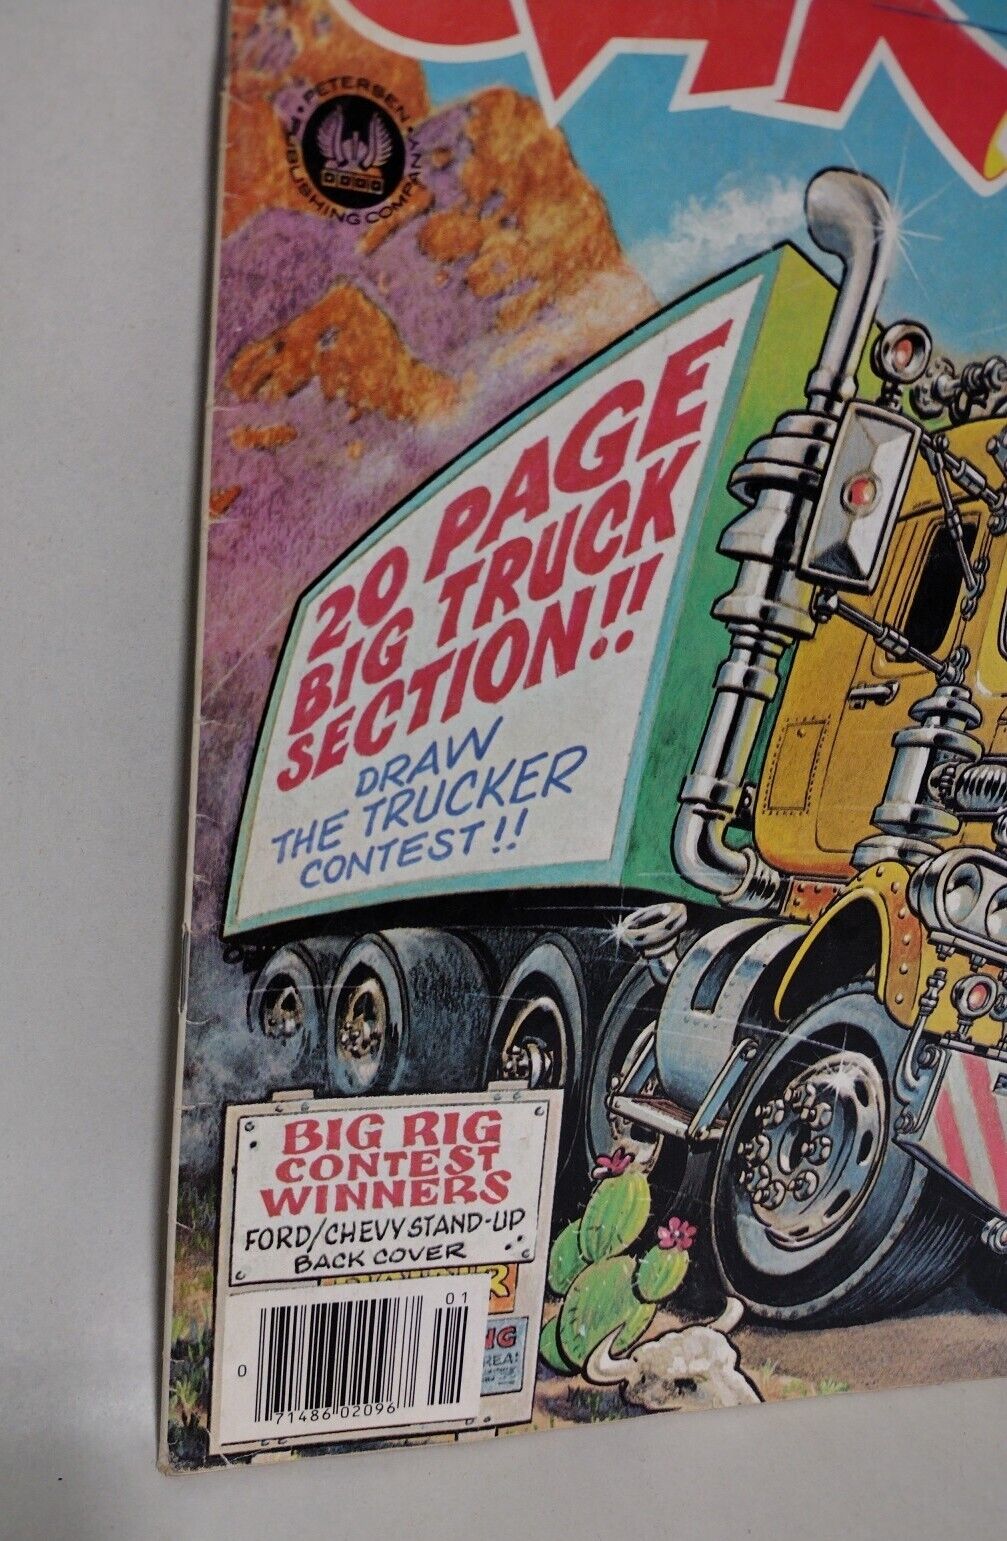 PETERSEN
PUBLISHING COMPANY
20 PAGE
BIG TRUCK
SECTION!!
DRAW
THE TRUCKER
CONTEST!!
BIG RIG
CONTEST
WINNERS
FORD/CHEVY STAND-UP
BACK COVER
01
0
71486 02096